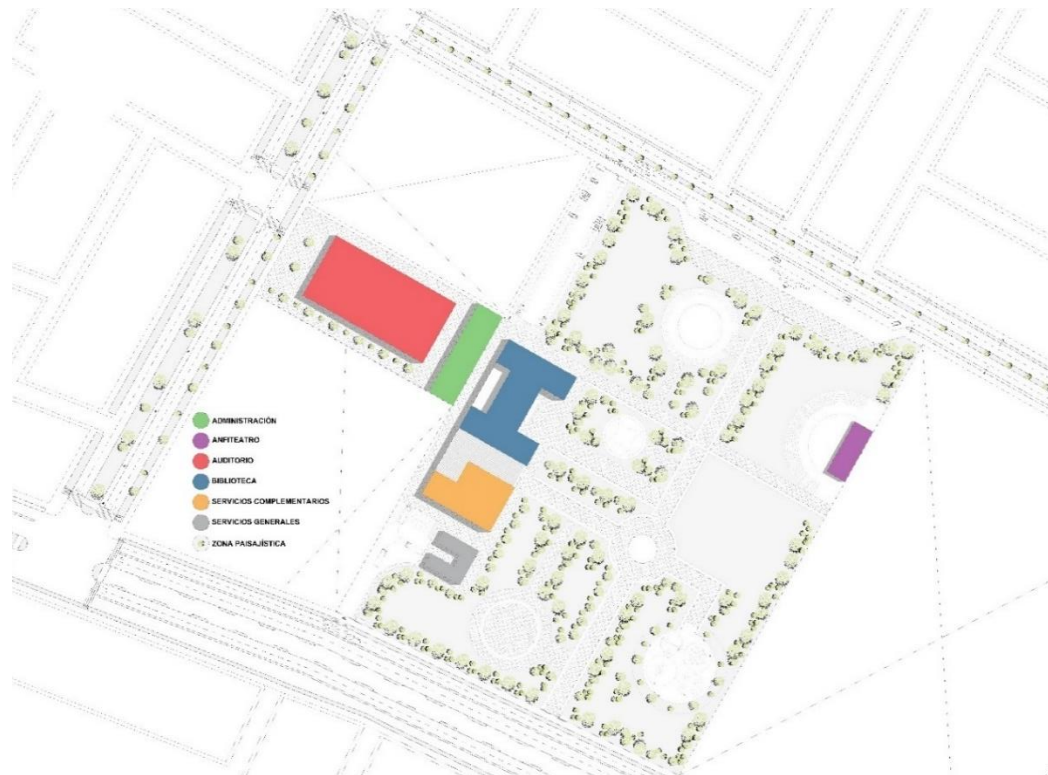 ADMINISTRACIÓN
ANFITEATRO
AUDITORIO
BIBLIOTECA
SERVICIOS COMPLEMENTARIOS
SERVICIOS GENERALES
ZONA PAISAJÍSTICA